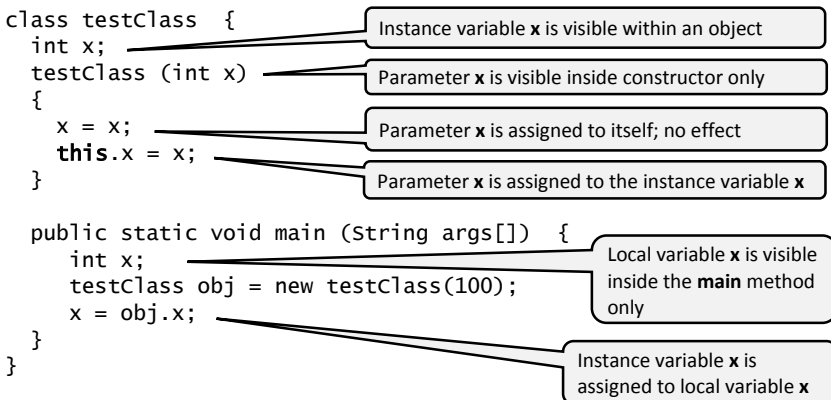 class testClass  {
Instance variable x is visible within an object
int x;
testClass (int x)
Parameter x is visible inside constructor only
{
x = x;
Parameter x is assigned to itself; no effect
this.x = x;
}
Parameter x is assigned to the instance variable x
public static void main (String args[])  {
int x;
Local variable x is visible
inside the main method
only
testClass obj = new testClass(100);
x = obj.x;
}
Instance variable x is
assigned to local variable x
}